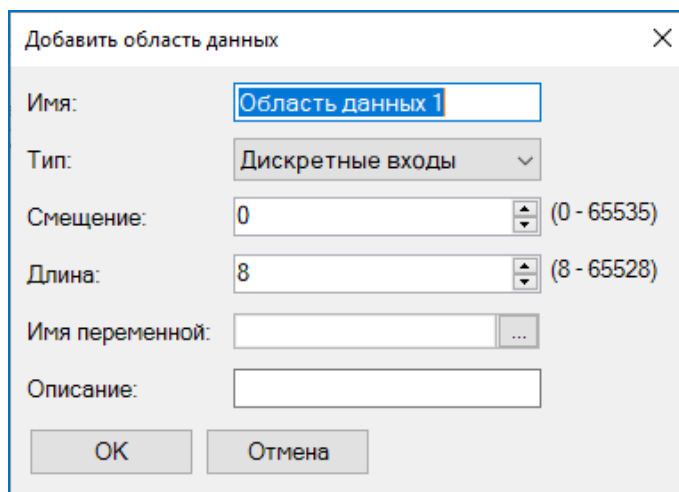 Добавить область данных
Имя: Область данных 1
Тип: Дискретные входы
Смещение: 0 (0 - 65535)
Длина: 8 (8 - 65528)
Имя переменной: ...
Описание:
OK Отмена